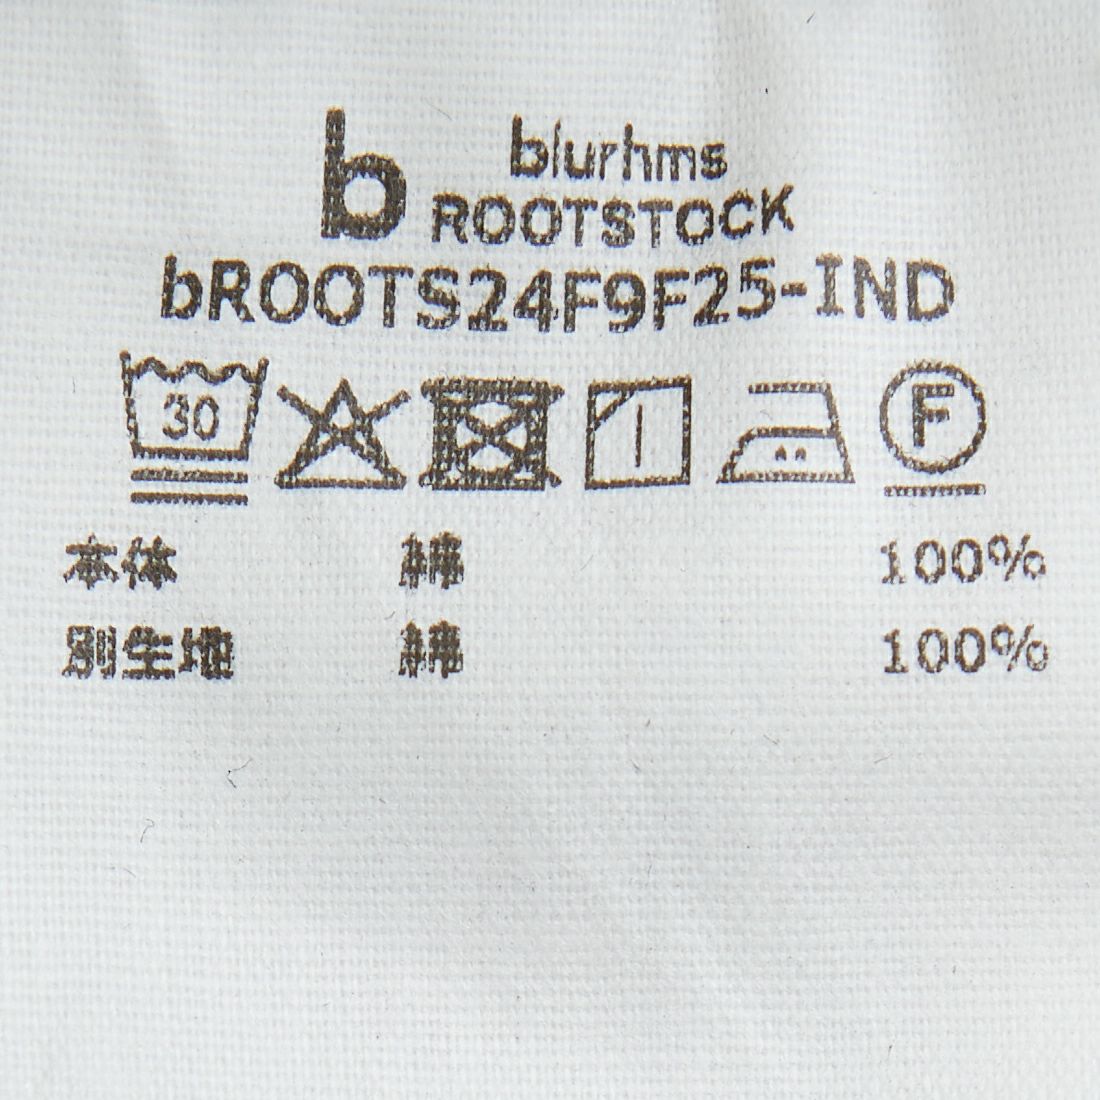 b
blurhms
ROOTSTOCK
bROOTS24F9F25-IND
30
F
本体 綿 100%
別生地 綿 100%